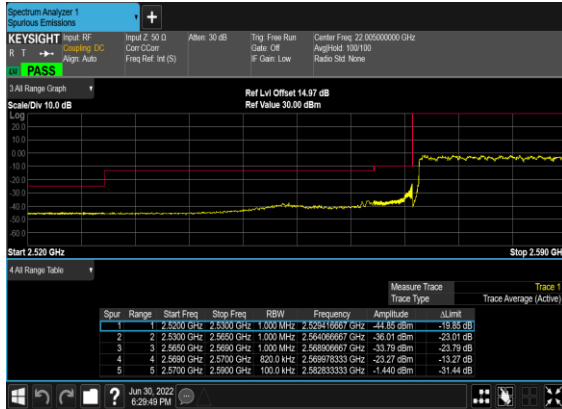 Spectrum Analyzer 1
Spurious Emissions
+
KEYSIGHT Input: RF Input Z: 50 Ω Atten: 30 dB Trig: Free Run Center Freq: 22.005000000 GHz
R T Coupling: DC Corr CCorr Gate: Off Avg|Hold: 100/100
Align: Auto Freq Ref: Int (S) IF Gain: Low Radio Std: None
LXI PASS
3 All Range Graph
Ref Lvl Offset 14.97 dB
Scale/Div 10.0 dB Ref Value 30.00 dBm
Log
20.0
10.0
0.00
-10.0
-20.0
-30.0
-40.0
-50.0
-60.0
Start 2.520 GHz Stop 2.590 GH
4 All Range Table
Measure Trace Trace 1
Trace Type Trace Average (Active)
Spur Range Start Freq Stop Freq RBW Frequency Amplitude ΔLimit
1 1 2.5200 GHz 2.5300 GHz 1.000 MHz 2.529416667 GHz -44.85 dBm -19.85 dB
2 2 2.5300 GHz 2.5650 GHz 1.000 MHz 2.564066667 GHz -36.01 dBm -23.01 dB
3 3 2.5650 GHz 2.5690 GHz 1.000 MHz 2.568906667 GHz -33.79 dBm -23.79 dB
4 4 2.5690 GHz 2.5700 GHz 820.0 kHz 2.569978333 GHz -23.27 dBm -13.27 dB
5 5 2.5700 GHz 2.5900 GHz 100.0 kHz 2.582833333 GHz -1.440 dBm -31.44 dB
? Jun 30, 2022
6:29:49 PM